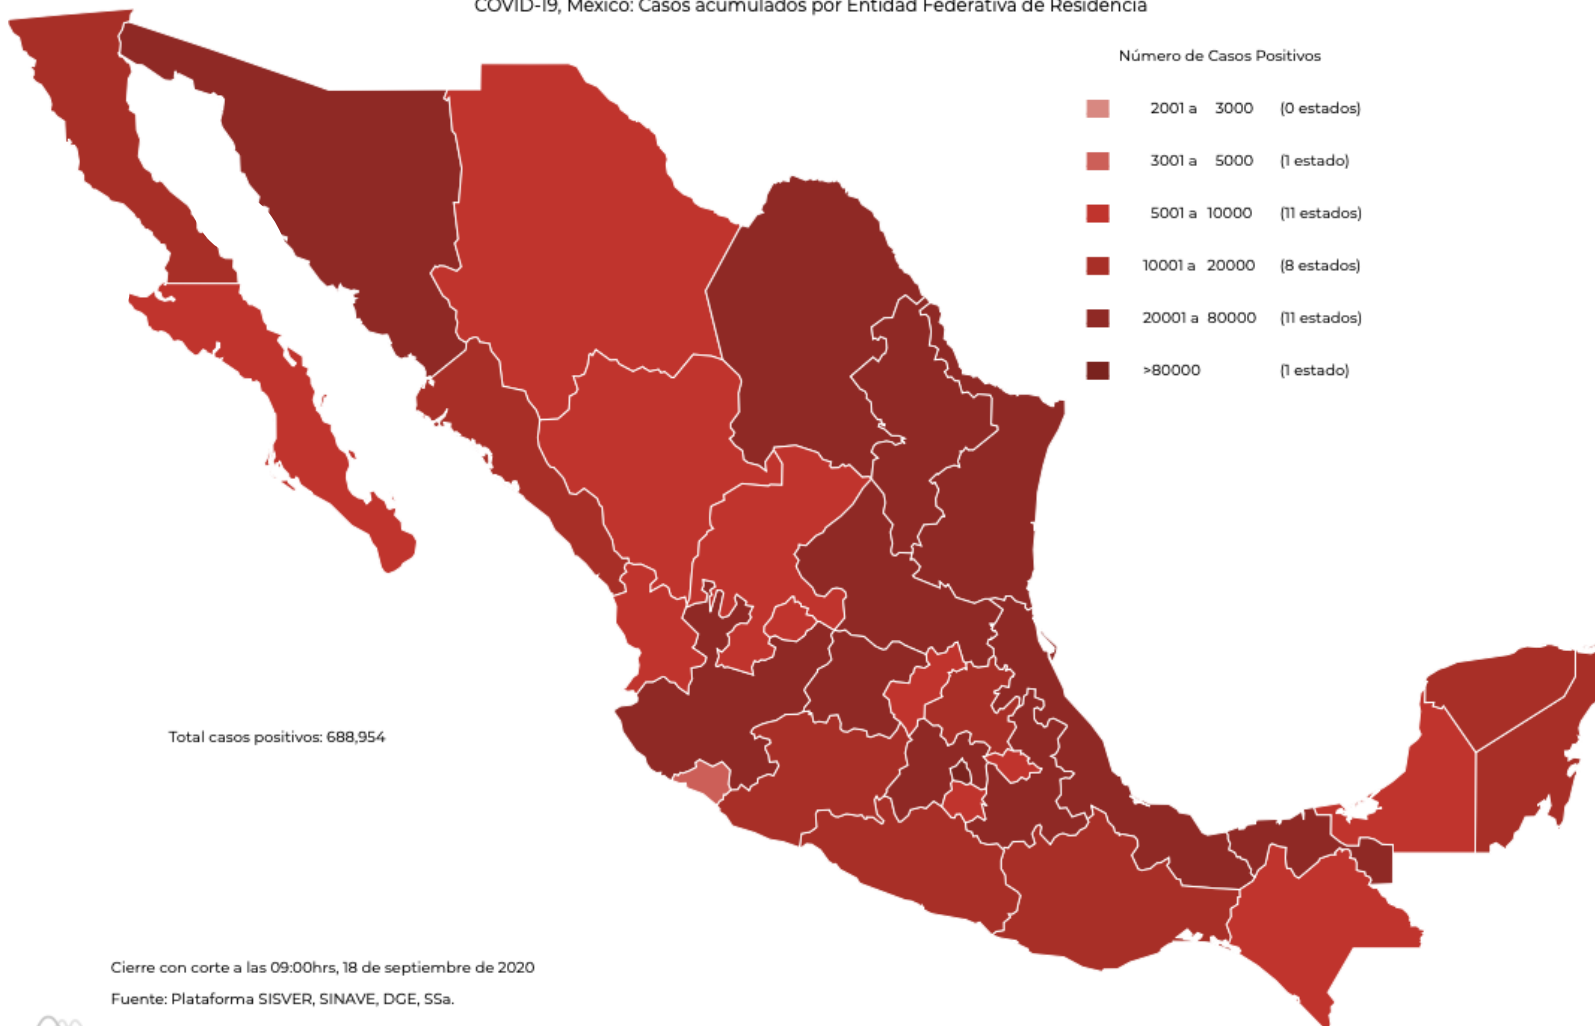 COVID-19, México: Casos acumulados por Entidad Federativa de Residencia
Número de Casos Positivos
2001 a 3000 (0 estados)
3001 a 5000 (1 estado)
5001 a 10000 (11 estados)
10001 a 20000 (8 estados)
20001 a 80000 (11 estados)
>80000 (1 estado)
Total casos positivos: 688,954
Cierre con corte a las 09:00hrs, 18 de septiembre de 2020
Fuente: Plataforma SISVER, SINAVE, DGE, SSa.